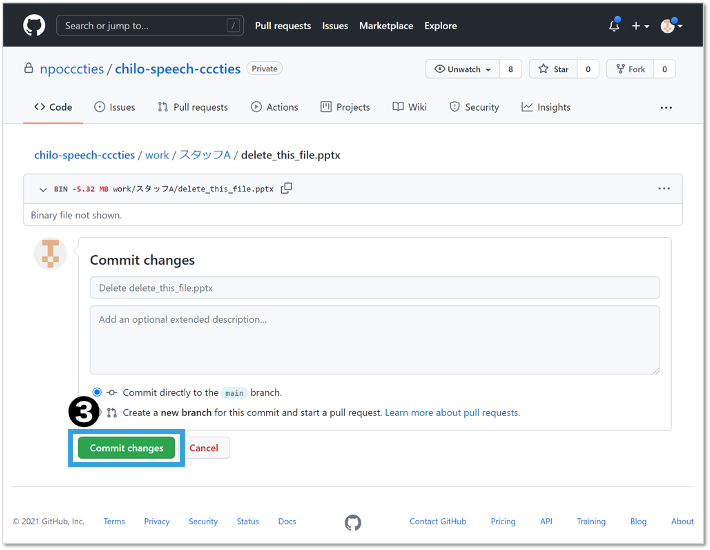 Search or jump to... /
Pull requests Issues Marketplace Explore
npocccties / chilo-speech-cccties Private
Unwatch 8 Star 0 Fork 0
Code Issues Pull requests Actions Projects Wiki Security Insights ...
chilo-speech-cccties / work / スタッフA / delete_this_file.pptx
BIN -5.32 MB work/スタッフA/delete_this_file.pptx ...
Binary file not shown.
Commit changes
Delete delete_this_file.pptx
Add an optional extended description...
Commit directly to the main branch.
3
Create a new branch for this commit and start a pull request. Learn more about pull requests.
Commit changes Cancel
© 2021 GitHub, Inc. Terms Privacy Security Status Docs Contact GitHub Pricing API Training Blog About